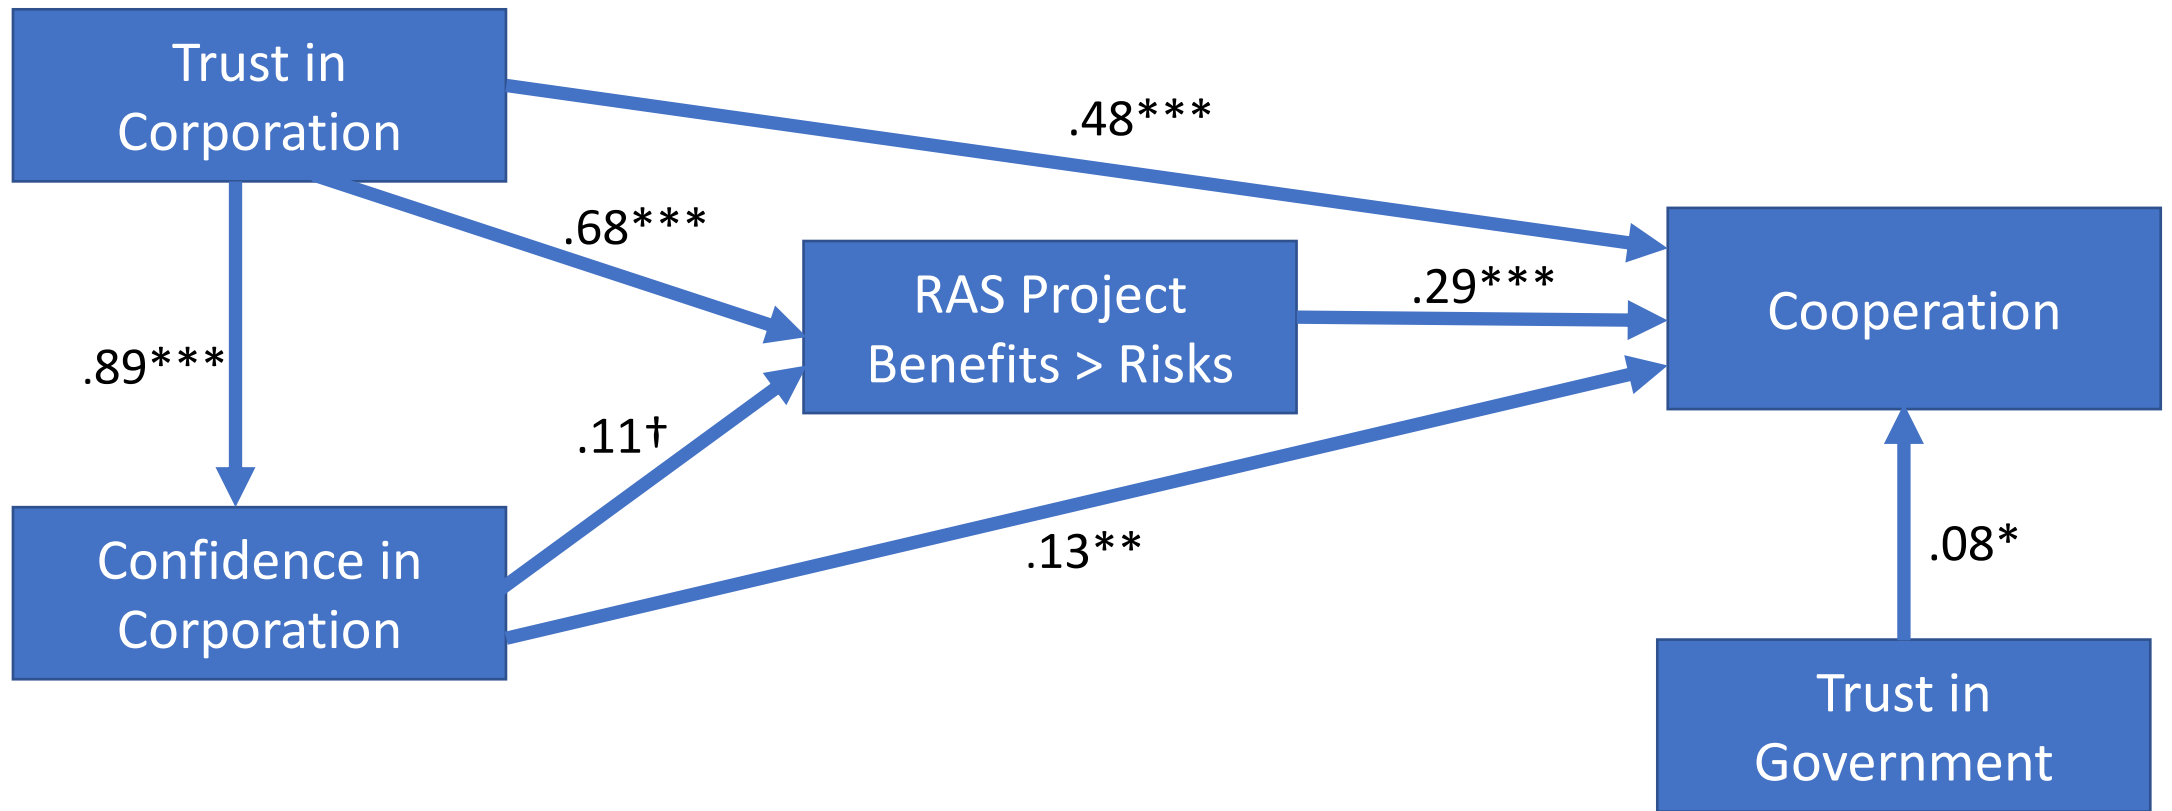 Trust in
Corporation
.48***
.68***
RAS Project
Benefits > Risks
.29***
Cooperation
.89***
.11†
.13**
Confidence in
Corporation
.08*
Trust in
Government